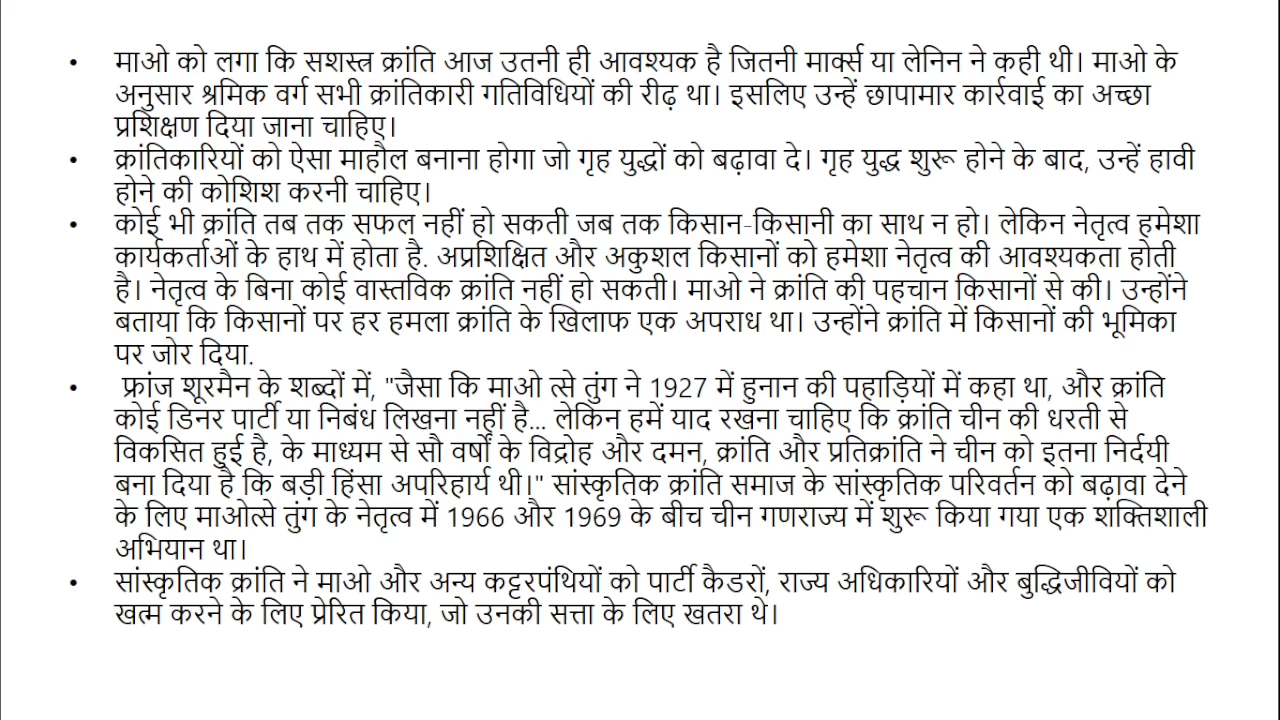 • माओ को लगा कि सशस्त्र क्रांति आज उतनी ही आवश्यक है जितनी मार्क्स या लेनिन ने कही थी। माओ के
अनुसार श्रमिक वर्ग सभी क्रांतिकारी गतिविधियों की रीढ़ था। इसलिए उन्हें छापामार कार्रवाई का अच्छा
प्रशिक्षण दिया जाना चाहिए।
• क्रांतिकारियों को ऐसा माहौल बनाना होगा जो गृह युद्धों को बढ़ावा दे। गृह युद्ध शुरू होने के बाद, उन्हें हावी
होने की कोशिश करनी चाहिए।
• कोई भी क्रांति तब तक सफल नहीं हो सकती जब तक किसान-किसानी का साथ न हो। लेकिन नेतृत्व हमेशा
कार्यकर्ताओं के हाथ में होता है. अप्रशिक्षित और अकुशल किसानों को हमेशा नेतृत्व की आवश्यकता होती
है। नेतृत्व के बिना कोई वास्तविक क्रांति नहीं हो सकती। माओ ने क्रांति की पहचान किसानों से की। उन्होंने
बताया कि किसानों पर हर हमला क्रांति के खिलाफ एक अपराध था। उन्होंने क्रांति में किसानों की भूमिका
पर जोर दिया.
• फ्रांज शूरमैन के शब्दों में, "जैसा कि माओ त्से तुंग ने 1927 में हुनान की पहाड़ियों में कहा था, और क्रांति
कोई डिनर पार्टी या निबंध लिखना नहीं है... लेकिन हमें याद रखना चाहिए कि क्रांति चीन की धरती से
विकसित हुई है, के माध्यम से सौ वर्षों के विद्रोह और दमन, क्रांति और प्रतिक्रांति ने चीन को इतना निर्दयी
बना दिया है कि बड़ी हिंसा अपरिहार्य थी।" सांस्कृतिक क्रांति समाज के सांस्कृतिक परिवर्तन को बढ़ावा देने
के लिए माओत्से तुंग के नेतृत्व में 1966 और 1969 के बीच चीन गणराज्य में शुरू किया गया एक शक्तिशाली
अभियान था।
• सांस्कृतिक क्रांति ने माओ और अन्य कट्टरपंथियों को पार्टी कैडरों, राज्य अधिकारियों और बुद्धिजीवियों को
खत्म करने के लिए प्रेरित किया, जो उनकी सत्ता के लिए खतरा थे।